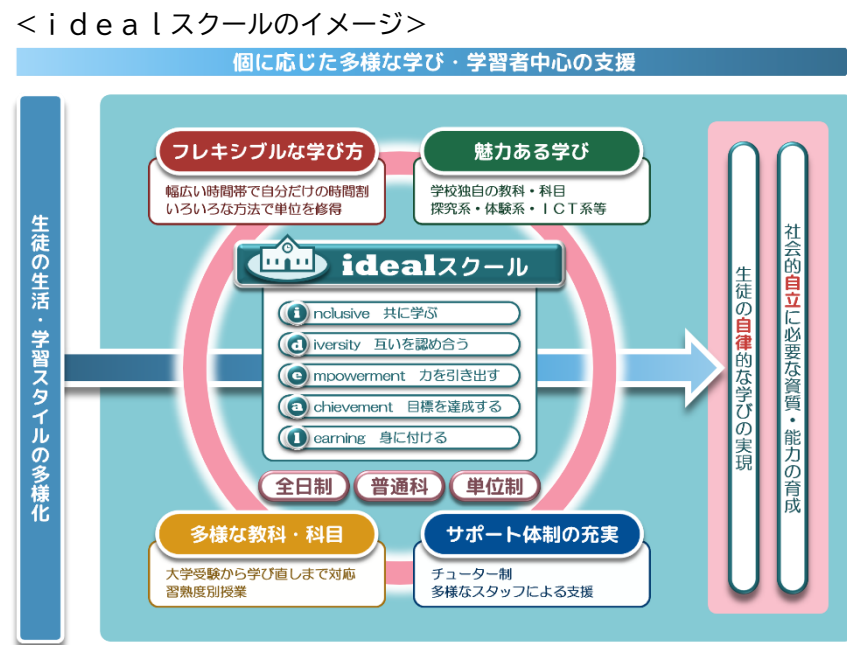 ＜ｉｄｅａｌスクールのイメージ＞
個に応じた多様な学び・学習者中心の支援
生徒の生活・学習スタイルの多様化
フレキシブルな学び方
幅広い時間帯で自分だけの時間割
いろいろな方法で単位を修得
魅力ある学び
学校独自の教科・科目
探究系・体験系・ＩＣＴ系等
idealスクール
inclusive 共に学ぶ
diversity 互いを認め合う
empowerment 力を引き出す
achievement 目標を達成する
learning 身に付ける
全日制
普通科
単位制
多様な教科・科目
大学受験から学び直しまで対応
習熟度別授業
サポート体制の充実
チューター制
多様なスタッフによる支援
生徒の自律的な学びの実現
社会的自立に必要な資質・能力の育成